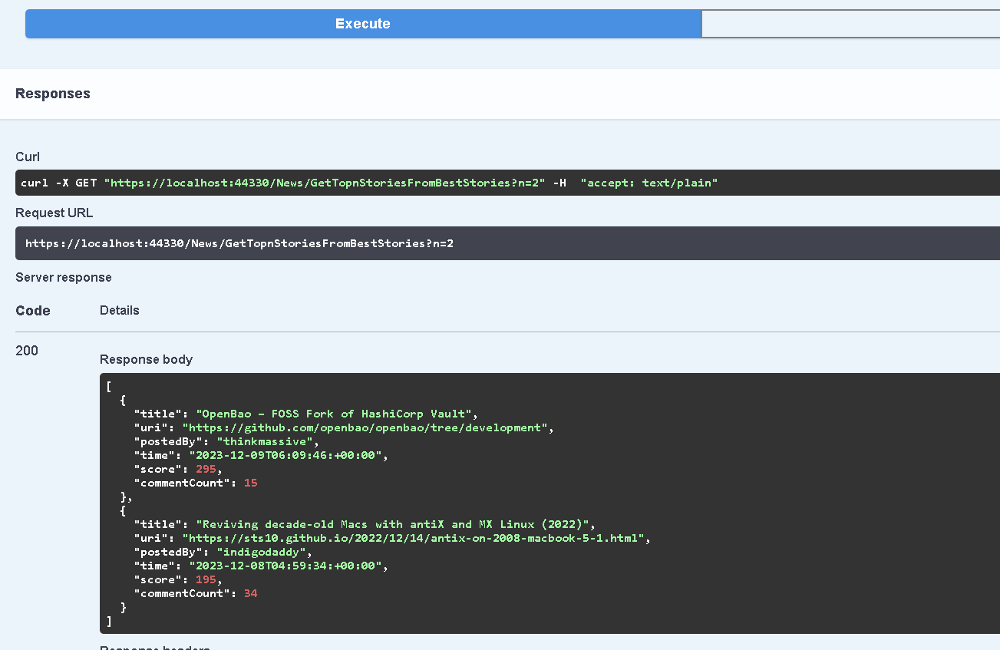 Execute
Responses
Curl
curl -X GET "https://localhost:44330/News/GetTopnStoriesFromBestStories?n=2" -H  "accept: text/plain"
Request URL
https://localhost:44330/News/GetTopnStoriesFromBestStories?n=2
Server response
Code Details
200
Response body
[
  {
    "title": "OpenBao – FOSS Fork of HashiCorp Vault",
    "uri": "https://github.com/openbao/openbao/tree/development",
    "postedBy": "thinkmassive",
    "time": "2023-12-09T06:09:46:+00:00",
    "score": 295,
    "commentCount": 15
  },
  {
    "title": "Reviving decade-old Macs with antiX and MX Linux (2022)",
    "uri": "https://sts10.github.io/2022/12/14/antix-on-2008-macbook-5-1.html",
    "postedBy": "indigodaddy",
    "time": "2023-12-08T04:59:34:+00:00",
    "score": 195,
    "commentCount": 34
  }
]
Response headers